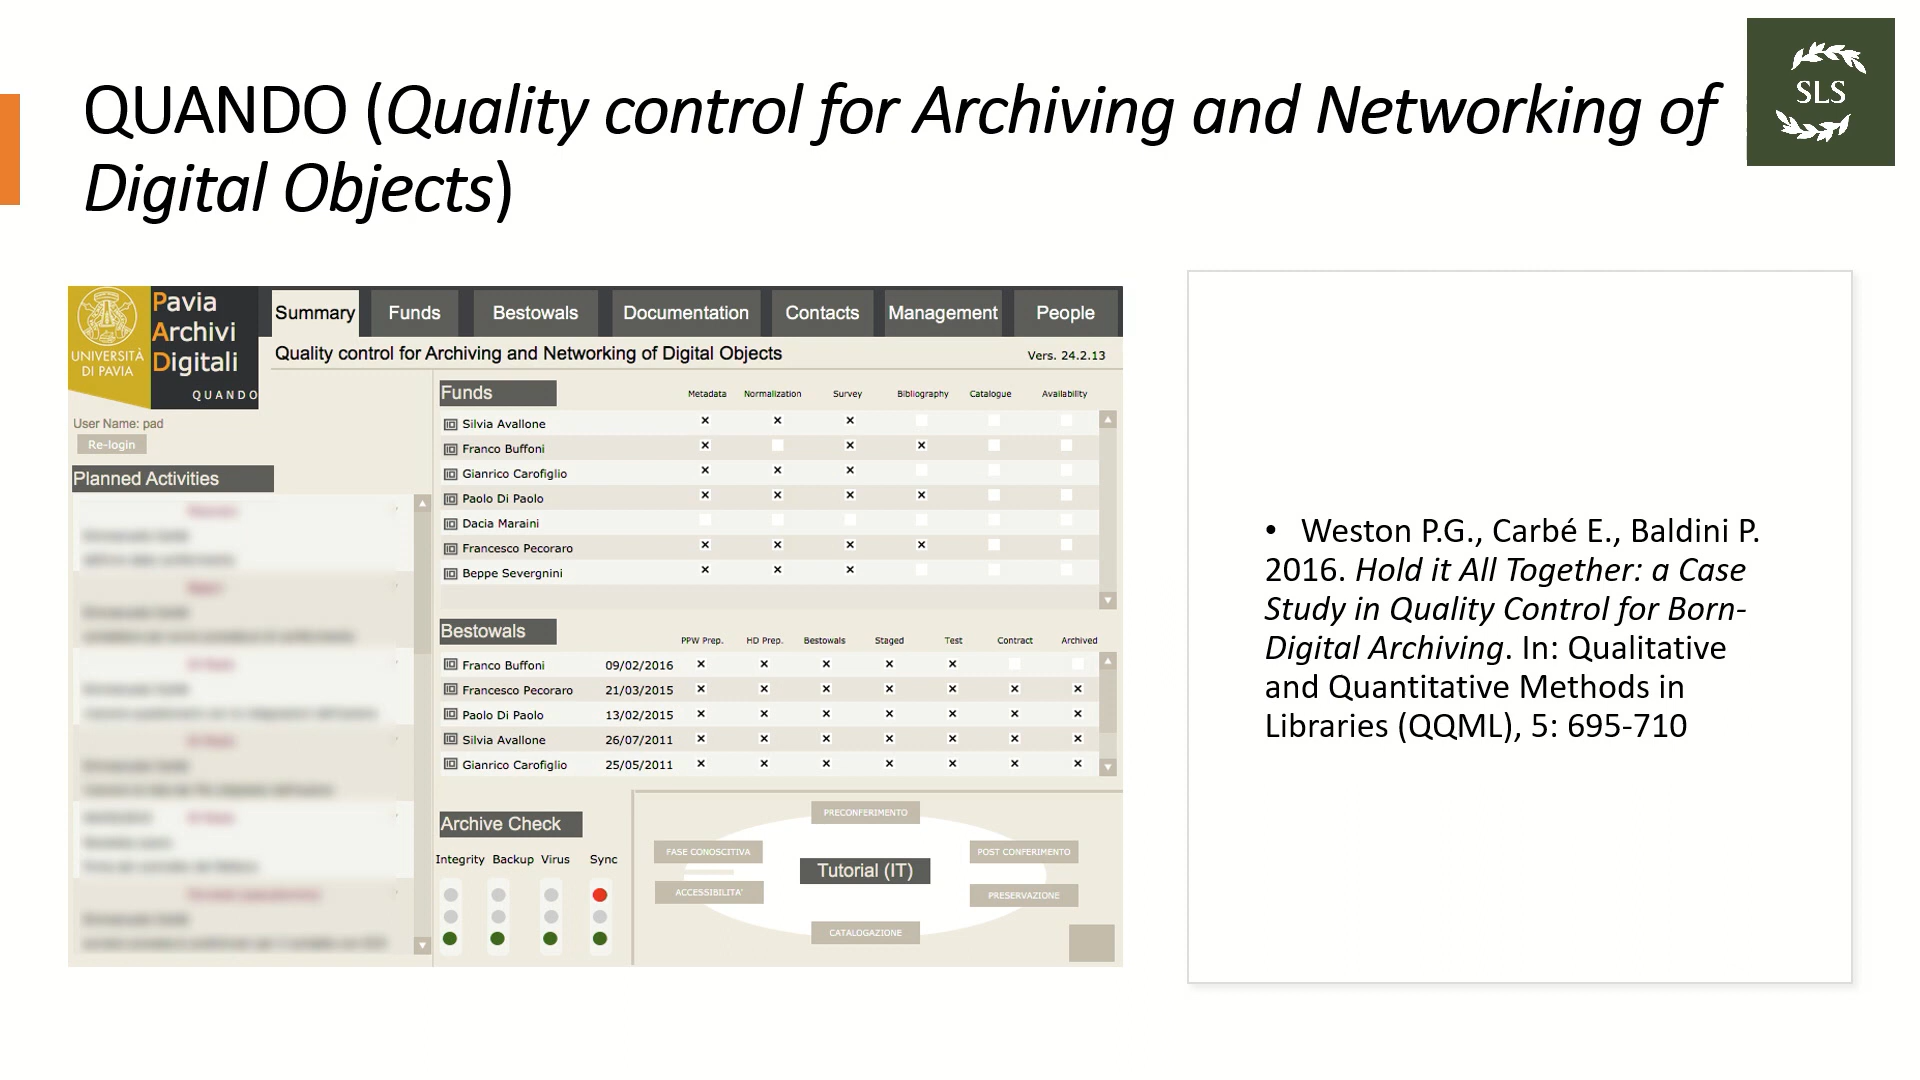 QUANDO (Quality control for Archiving and Networking of
Digital Objects)
SLS
UNIVERSITÀ
DI PAVIA
Pavia
Archivi
Digitali
QUANDO
Summary Funds Bestowals Documentation Contacts Management People
Quality control for Archiving and Networking of Digital Objects
Vers. 24.2.13
User Name: pad
Re-login
Planned Activities
Funds Metadata Normalization Survey Bibliography Catalogue Availability
Silvia Avallone × × ×
Franco Buffoni × × ×
Gianrico Carofiglio × × ×
Paolo Di Paolo × × × ×
Dacia Maraini
Francesco Pecoraro × × × ×
Beppe Severgnini × × ×
Bestowals PPW Prep. HD Prep. Bestowals Staged Test Contract Archived
Franco Buffoni 09/02/2016 × × × × ×
Francesco Pecoraro 21/03/2015 × × × × × × ×
Paolo Di Paolo 13/02/2015 × × × × × × ×
Silvia Avallone 26/07/2011 × × × × × × ×
Gianrico Carofiglio 25/05/2011 × × × × × × ×
Archive Check
Integrity Backup Virus Sync
PRECONFERIMENTO
FASE CONOSCITIVA
POST CONFERIMENTO
Tutorial (IT)
ACCESSIBILITA'
PRESERVAZIONE
CATALOGAZIONE
• Weston P.G., Carbé E., Baldini P.
2016. Hold it All Together: a Case
Study in Quality Control for Born-
Digital Archiving. In: Qualitative
and Quantitative Methods in
Libraries (QQML), 5: 695-710